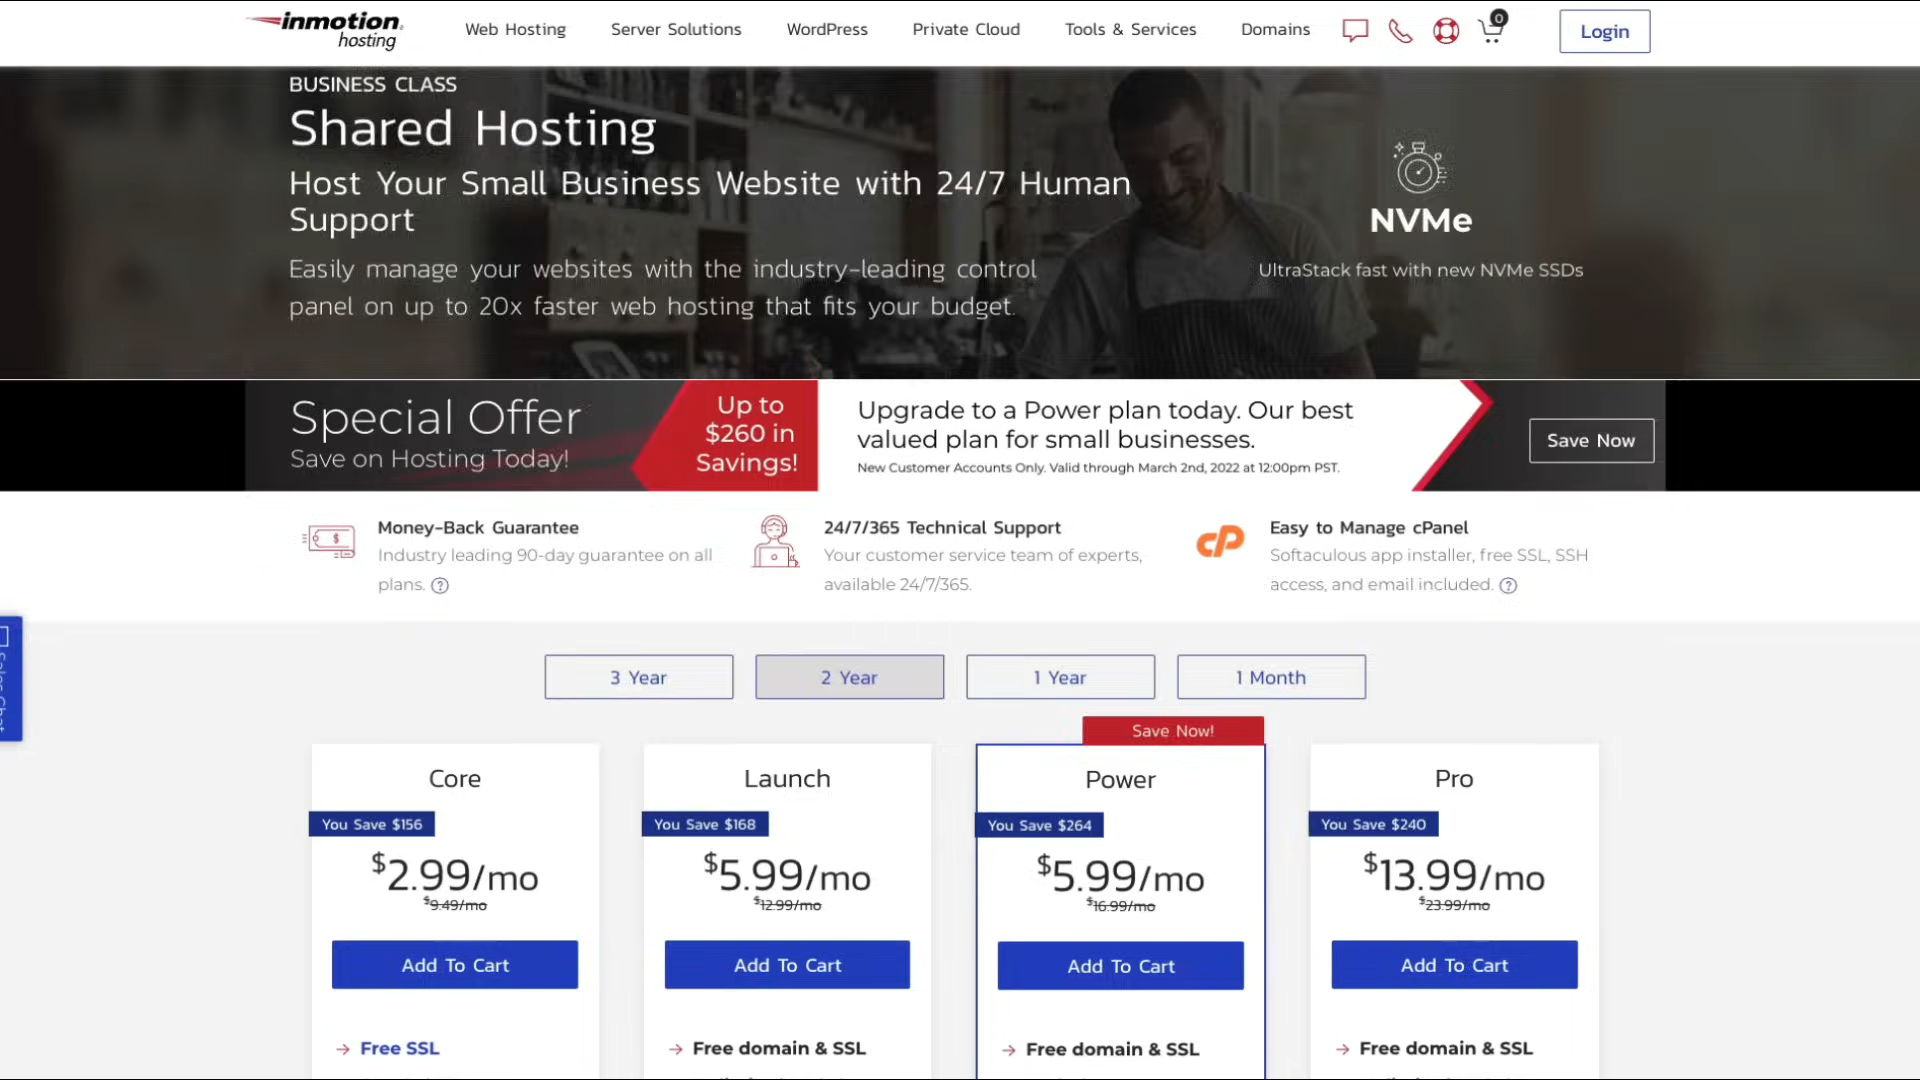 inmotion
hosting
Web Hosting
Server Solutions
WordPress
Private Cloud
Tools & Services
Domains
0
Login
BUSINESS CLASS
Shared Hosting
Host Your Small Business Website with 24/7 Human
Support
Easily manage your websites with the industry-leading control
panel on up to 20x faster web hosting that fits your budget.
NVMe
UltraStack fast with new NVMe SSDs
Special Offer
Save on Hosting Today!
Up to
$260 in
Savings!
Upgrade to a Power plan today. Our best
valued plan for small businesses.
New Customer Accounts Only. Valid through March 2nd, 2022 at 12:00pm PST.
Save Now
Money-Back Guarantee
Industry leading 90-day guarantee on all
plans. ?
24/7/365 Technical Support
Your customer service team of experts,
available 24/7/365.
Easy to Manage cPanel
Softaculous app installer, free SSL, SSH
access, and email included. ?
Sales Chat
3 Year
2 Year
1 Year
1 Month
Save Now!
Core
You Save $156
$2.99/mo
$9.49/mo
Add To Cart
→ Free SSL
Launch
You Save $168
$5.99/mo
$12.99/mo
Add To Cart
→ Free domain & SSL
Power
You Save $264
$5.99/mo
$16.99/mo
Add To Cart
→ Free domain & SSL
Pro
You Save $240
$13.99/mo
$23.99/mo
Add To Cart
→ Free domain & SSL